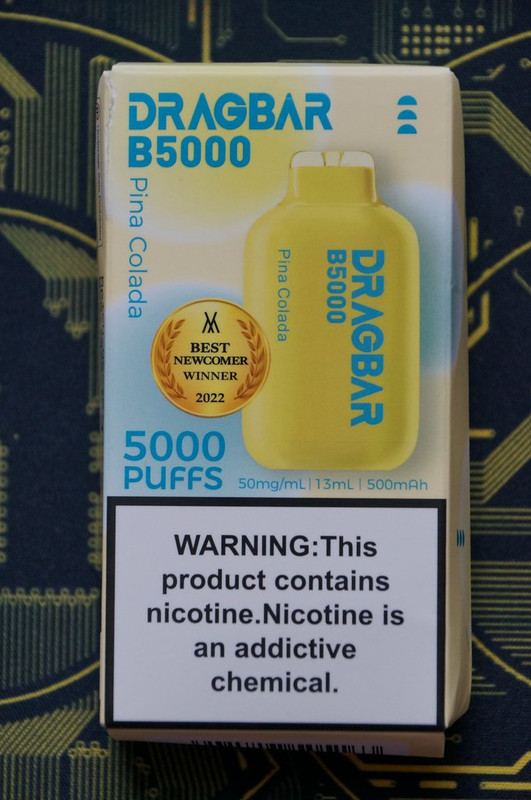 DRAGBAR
B5000
Pina Colada
DRAGBAR
B5000
Pina Colada
BEST
NEWCOMER
WINNER
2022
5000
PUFFS
50mg/mL | 13mL | 500mAh
WARNING:This
product contains
nicotine.Nicotine is
an addictive
chemical.